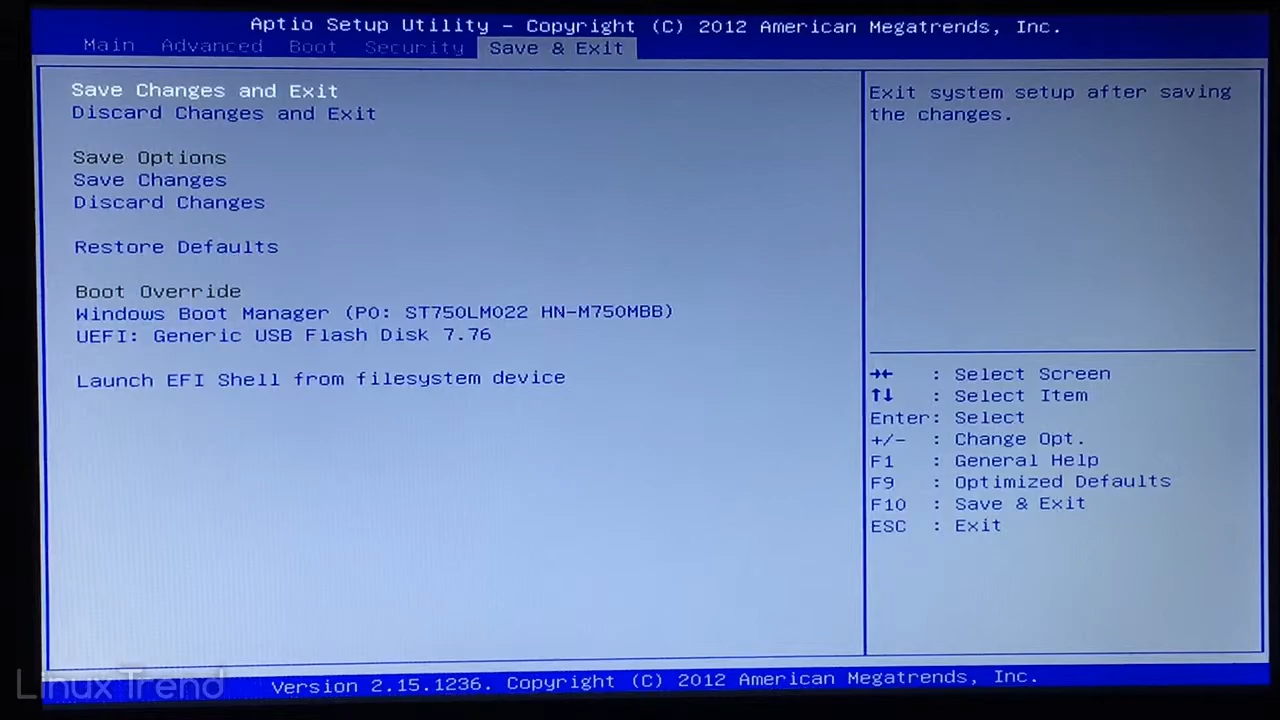 Aptio Setup Utility – Copyright (C) 2012 American Megatrends, Inc.
Main Advanced Boot Security Save & Exit
Save Changes and Exit
Discard Changes and Exit
Save Options
Save Changes
Discard Changes
Restore Defaults
Boot Override
Windows Boot Manager (P0: ST750LM022 HN-M750MBB)
UEFI: Generic USB Flash Disk 7.76
Launch EFI Shell from filesystem device
Exit system setup after saving
the changes.
→← : Select Screen
↑↓ : Select Item
Enter: Select
+/- : Change Opt.
F1 : General Help
F9 : Optimized Defaults
F10 : Save & Exit
ESC : Exit
Version 2.15.1236. Copyright (C) 2012 American Megatrends, Inc.
LinuxTrend